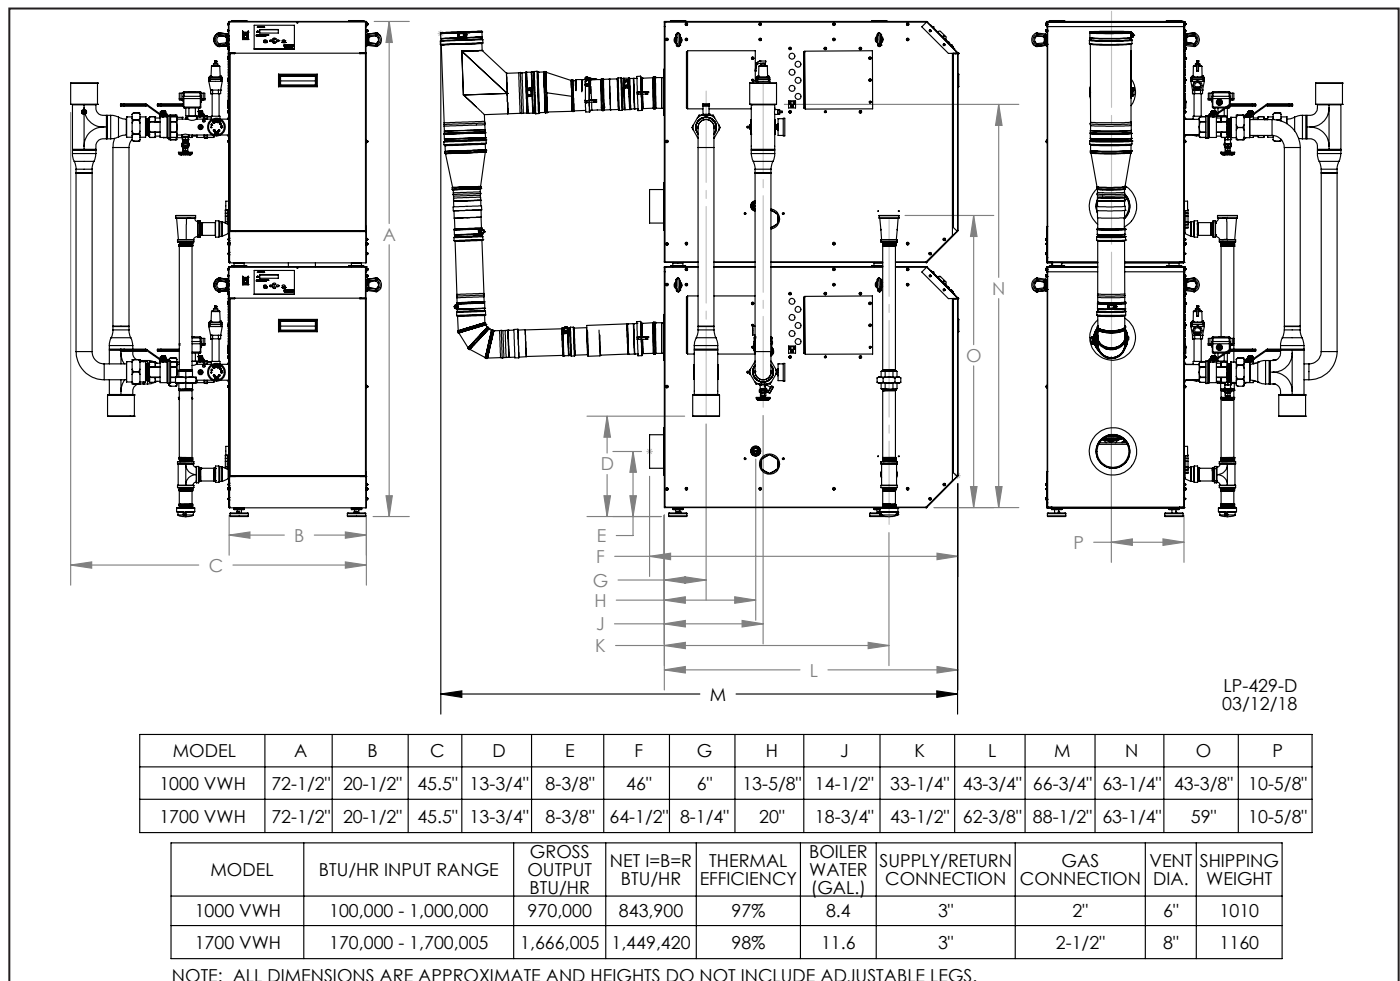 A
N
O
D
B
P
E
C
F
G
H
J
K
L
M
LP-429-D
03/12/18
MODEL A B C D E F G H J K L M N O P
1000 VWH 72-1/2" 20-1/2" 45.5" 13-3/4" 8-3/8" 46" 6" 13-5/8" 14-1/2" 33-1/4" 43-3/4" 66-3/4" 63-1/4" 43-3/8" 10-5/8"
1700 VWH 72-1/2" 20-1/2" 45.5" 13-3/4" 8-3/8" 64-1/2" 8-1/4" 20" 18-3/4" 43-1/2" 62-3/8" 88-1/2" 63-1/4" 59" 10-5/8"
MODEL BTU/HR INPUT RANGE GROSS OUTPUT BTU/HR NET I=B=R BTU/HR THERMAL EFFICIENCY BOILER WATER (GAL.) SUPPLY/RETURN CONNECTION GAS CONNECTION VENT DIA. SHIPPING WEIGHT
1000 VWH 100,000 - 1,000,000 970,000 843,900 97% 8.4 3" 2" 6" 1010
1700 VWH 170,000 - 1,700,005 1,666,005 1,449,420 98% 11.6 3" 2-1/2" 8" 1160
NOTE: ALL DIMENSIONS ARE APPROXIMATE AND HEIGHTS DO NOT INCLUDE ADJUSTABLE LEGS.